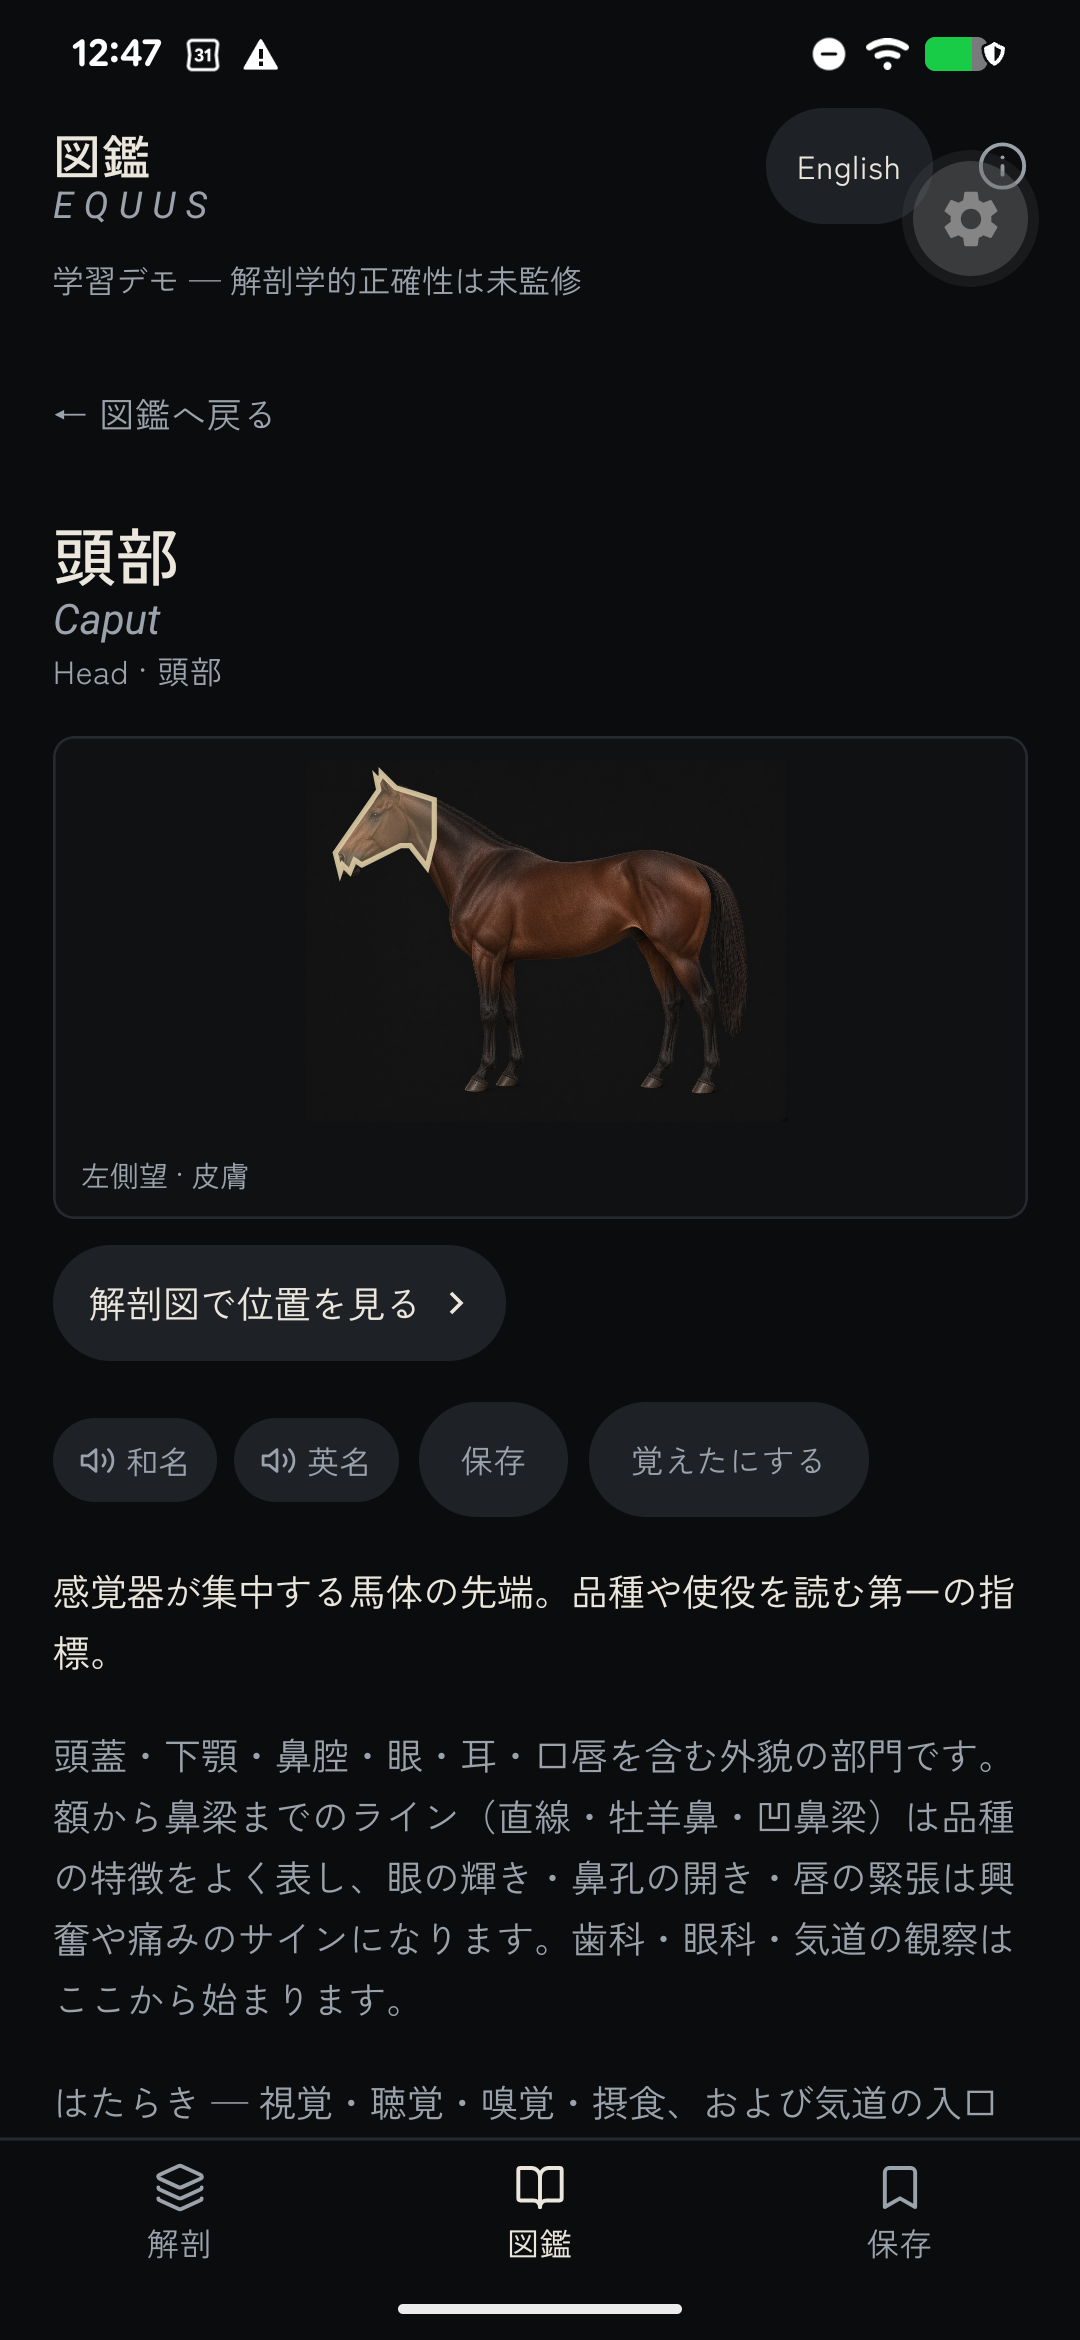 12:47
31
図鑑
English
EQUUS
学習デモ — 解剖学的正確性は未監修
← 図鑑へ戻る
頭部
Caput
Head · 頭部
左側望 · 皮膚
解剖図で位置を見る
和名
英名
保存
覚えたにする
感覚器が集中する馬体の先端。品種や使役を読む第一の指
標。
頭蓋・下顎・鼻腔・眼・耳・口唇を含む外貌の部門です。
額から鼻梁までのライン（直線・牡羊鼻・凹鼻梁）は品種
の特徴をよく表し、眼の輝き・鼻孔の開き・唇の緊張は興
奮や痛みのサインになります。歯科・眼科・気道の観察は
ここから始まります。
はたらき — 視覚・聴覚・嗅覚・摂食、および気道の入口
解剖
図鑑
保存